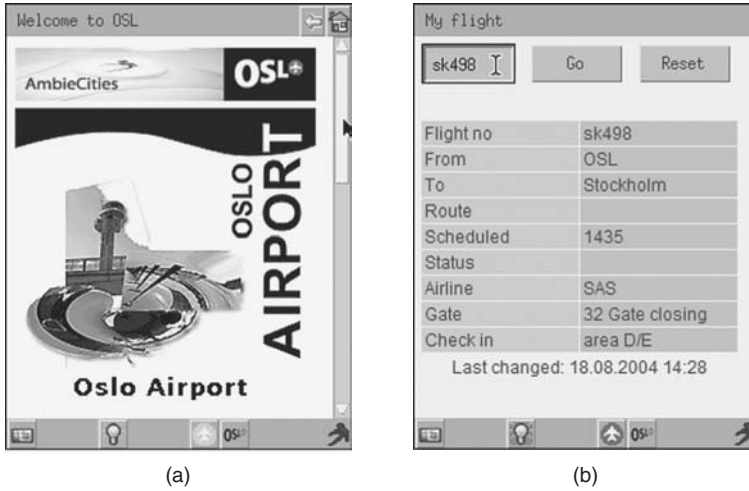 Welcome to OSL
AmbieCities
OSL
OSLO
AIRPORT
Oslo Airport
OSL
(a)
My flight
sk498 Go Reset
Flight no sk498
From OSL
To Stockholm
Route
Scheduled 1435
Status
Airline SAS
Gate 32 Gate closing
Check in area D/E
Last changed: 18.08.2004 14:28
OSL
(b)